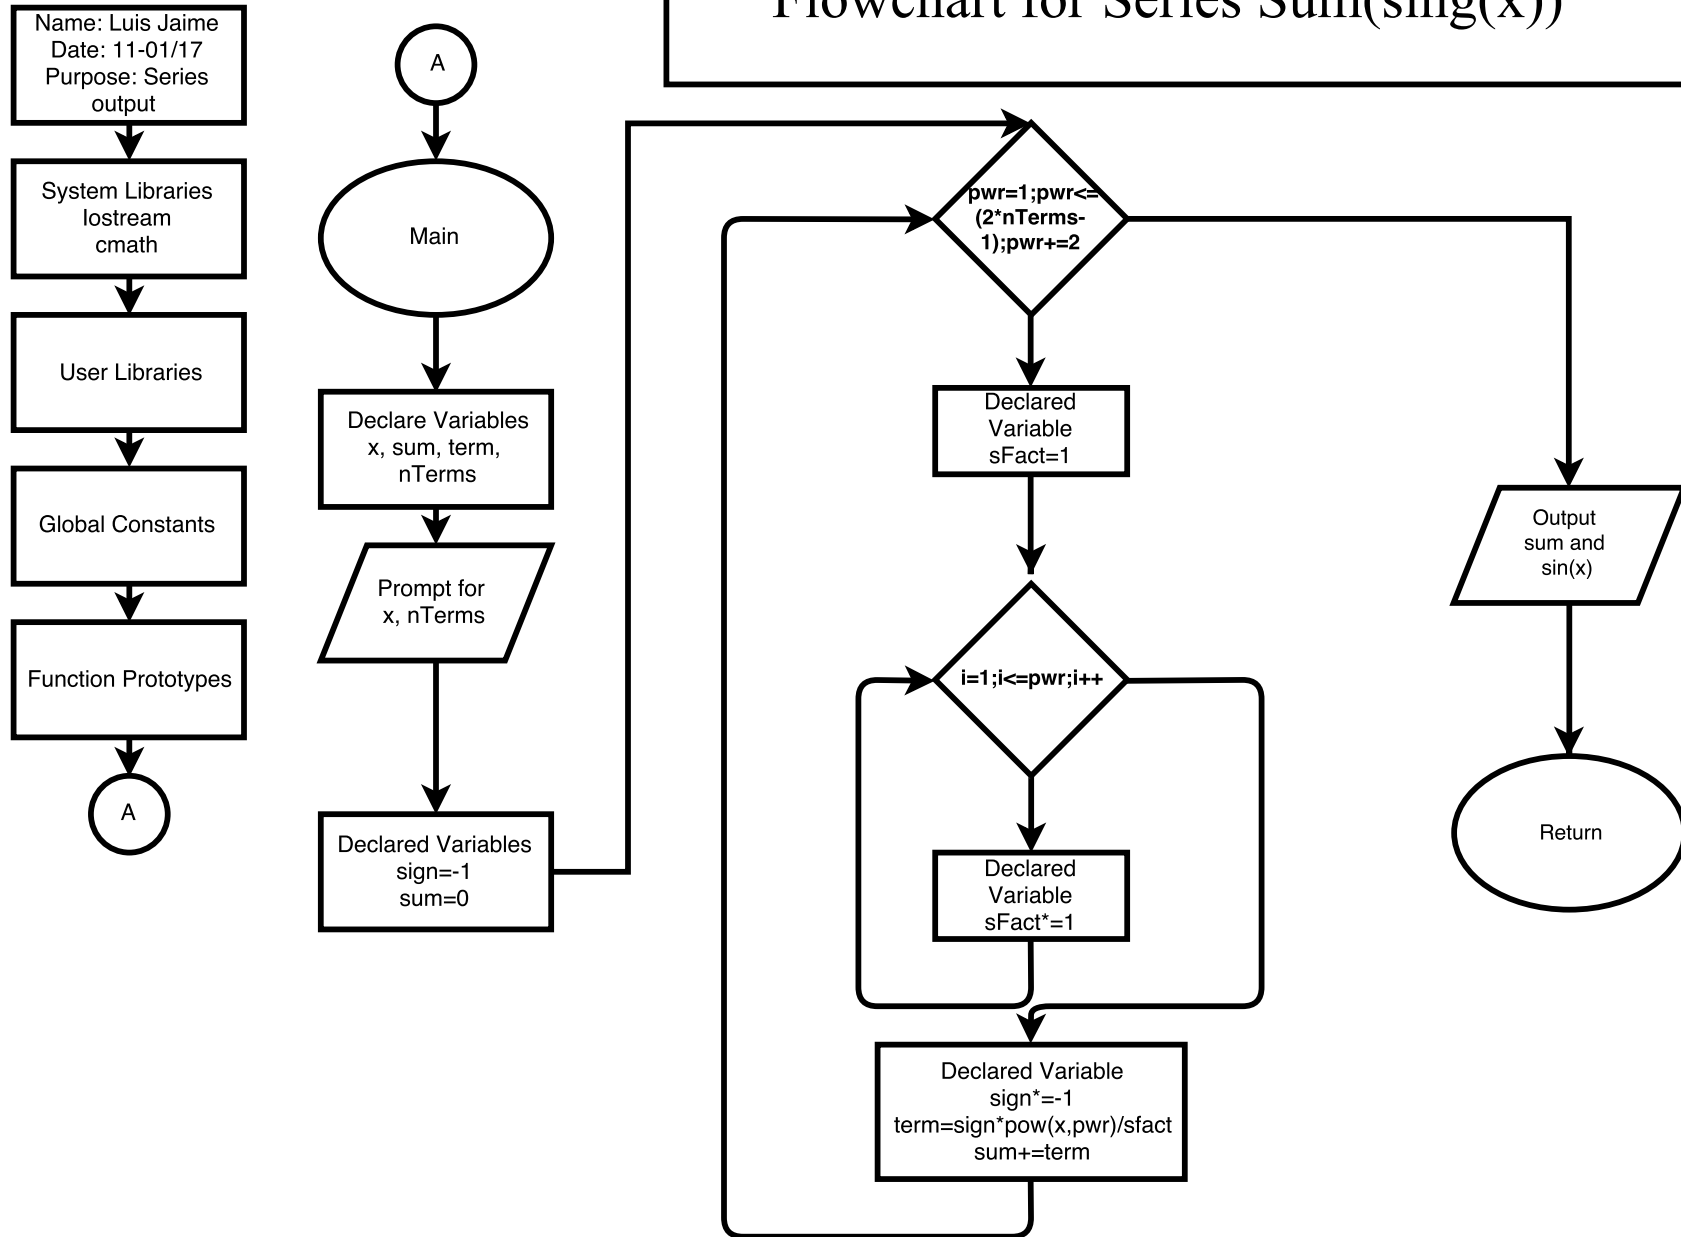 Flowchart for Series Sum(sing(x))
Name: Luis Jaime
Date: 11-01/17
Purpose: Series
output
System Libraries
Iostream
cmath
User Libraries
Global Constants
Function Prototypes
A
A
Main
Declare Variables
x, sum, term,
nTerms
Prompt for
x, nTerms
Declared Variables
sign=-1
sum=0
pwr=1;pwr<=
(2*nTerms-
1);pwr+=2
Declared
Variable
sFact=1
i=1;i<=pwr;i++
Declared
Variable
sFact*=1
Declared Variable
sign*=-1
term=sign*pow(x,pwr)/sfact
sum+=term
Output
sum and
sin(x)
Return